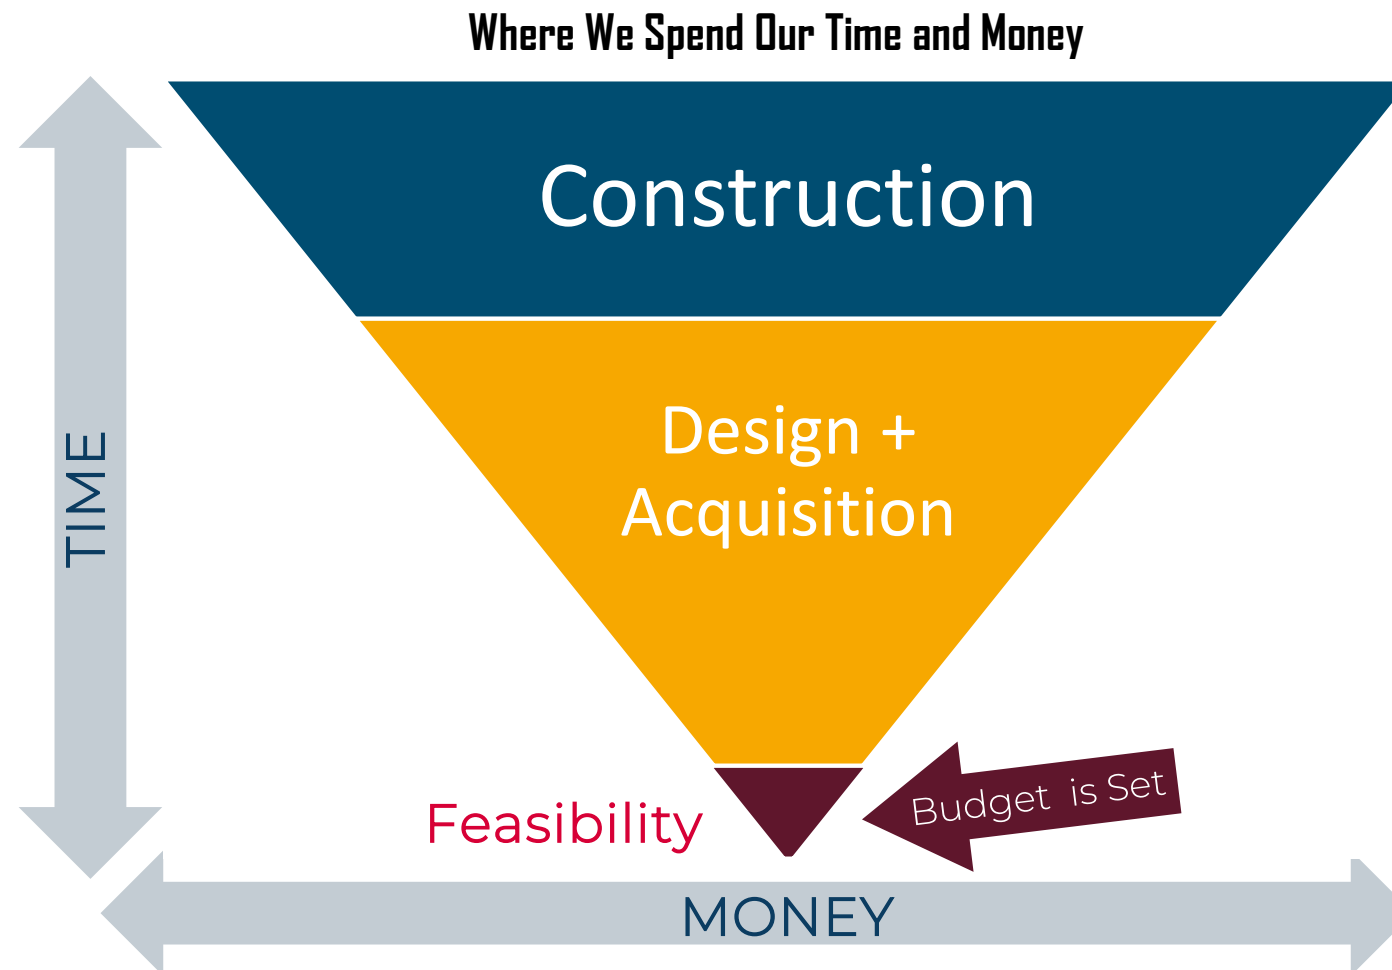 Where We Spend Our Time and Money
Construction
Design +
Acquisition
TIME
Feasibility
Budget is Set
MONEY